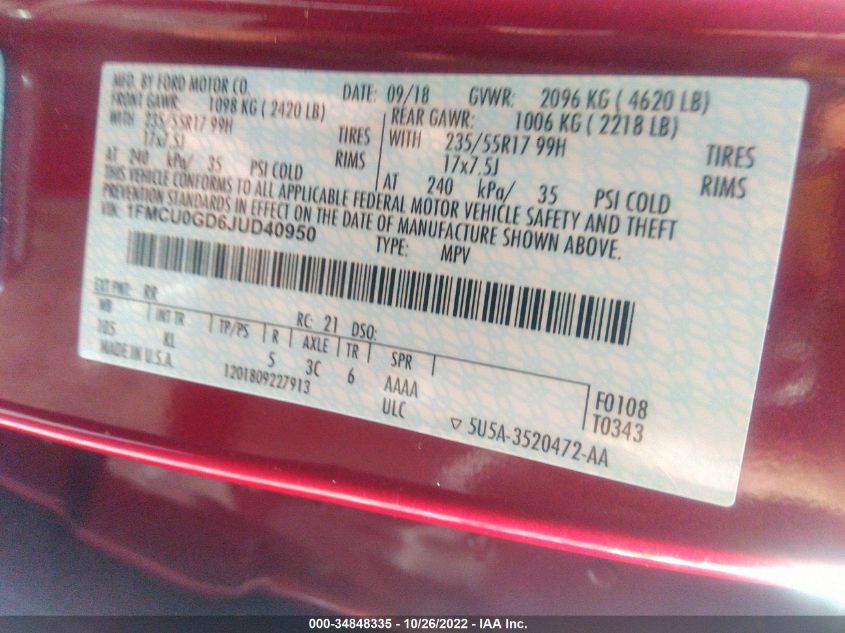 MFD. BY FORD MOTOR CO.
DATE: 09/18 GVWR: 2096 KG ( 4620 LB)
FRONT GAWR: 1098 KG ( 2420 LB)
REAR GAWR: 1006 KG ( 2218 LB)
WITH 235/55R17 99H TIRES
WITH 235/55R17 99H TIRES
17x7.5J RIMS
17x7.5J RIMS
AT 240 kPa/ 35 PSI COLD
AT 240 kPa/ 35 PSI COLD
THIS VEHICLE CONFORMS TO ALL APPLICABLE FEDERAL MOTOR VEHICLE SAFETY AND THEFT
PREVENTION STANDARDS IN EFFECT ON THE DATE OF MANUFACTURE SHOWN ABOVE.
VIN: 1FMCU0GD6JUD40950
TYPE: MPV
EXT PNT: RR RC: 21 DSO:
WB INT TR TP/PS R AXLE TR SPR
105 KL 5 3C 6 AAAA
ULC
F0108
T0343
MADE IN U.S.A. 1201809227913
5U5A-3520472-AA
000-34848335 - 10/26/2022 - IAA Inc.